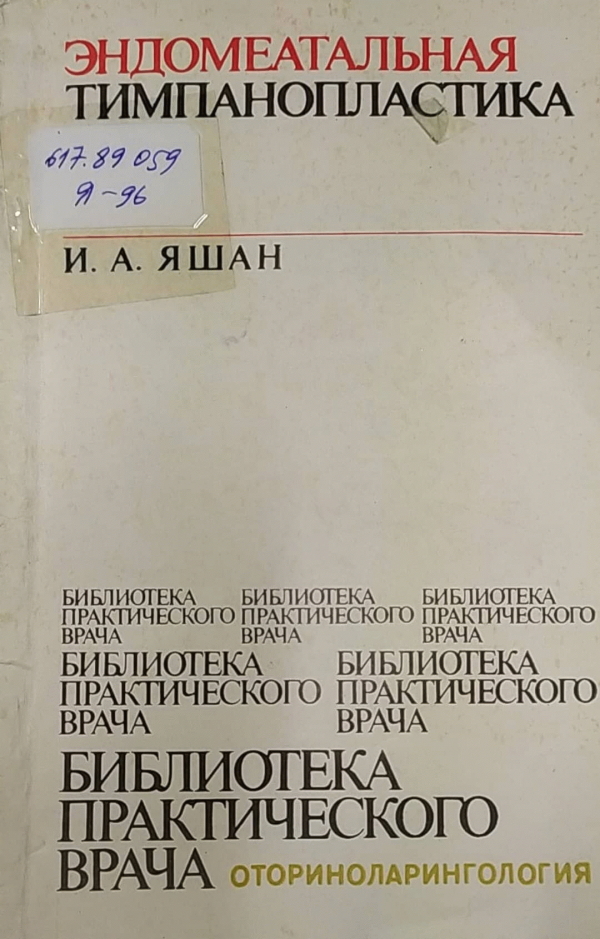 ЭНДОМЕАТАЛЬНАЯ
ТИМПАНОПЛАСТИКА
617.89 059
Я-96
И. А. ЯШАН
БИБЛИОТЕКА БИБЛИОТЕКА БИБЛИОТЕКА
ПРАКТИЧЕСКОГО ПРАКТИЧЕСКОГО ПРАКТИЧЕСКОГО
ВРАЧА ВРАЧА ВРАЧА
БИБЛИОТЕКА БИБЛИОТЕКА
ПРАКТИЧЕСКОГО ПРАКТИЧЕСКОГО
ВРАЧА ВРАЧА
БИБЛИОТЕКА
ПРАКТИЧЕСКОГО
ВРАЧА ОТОРИНОЛАРИНГОЛОГИЯ